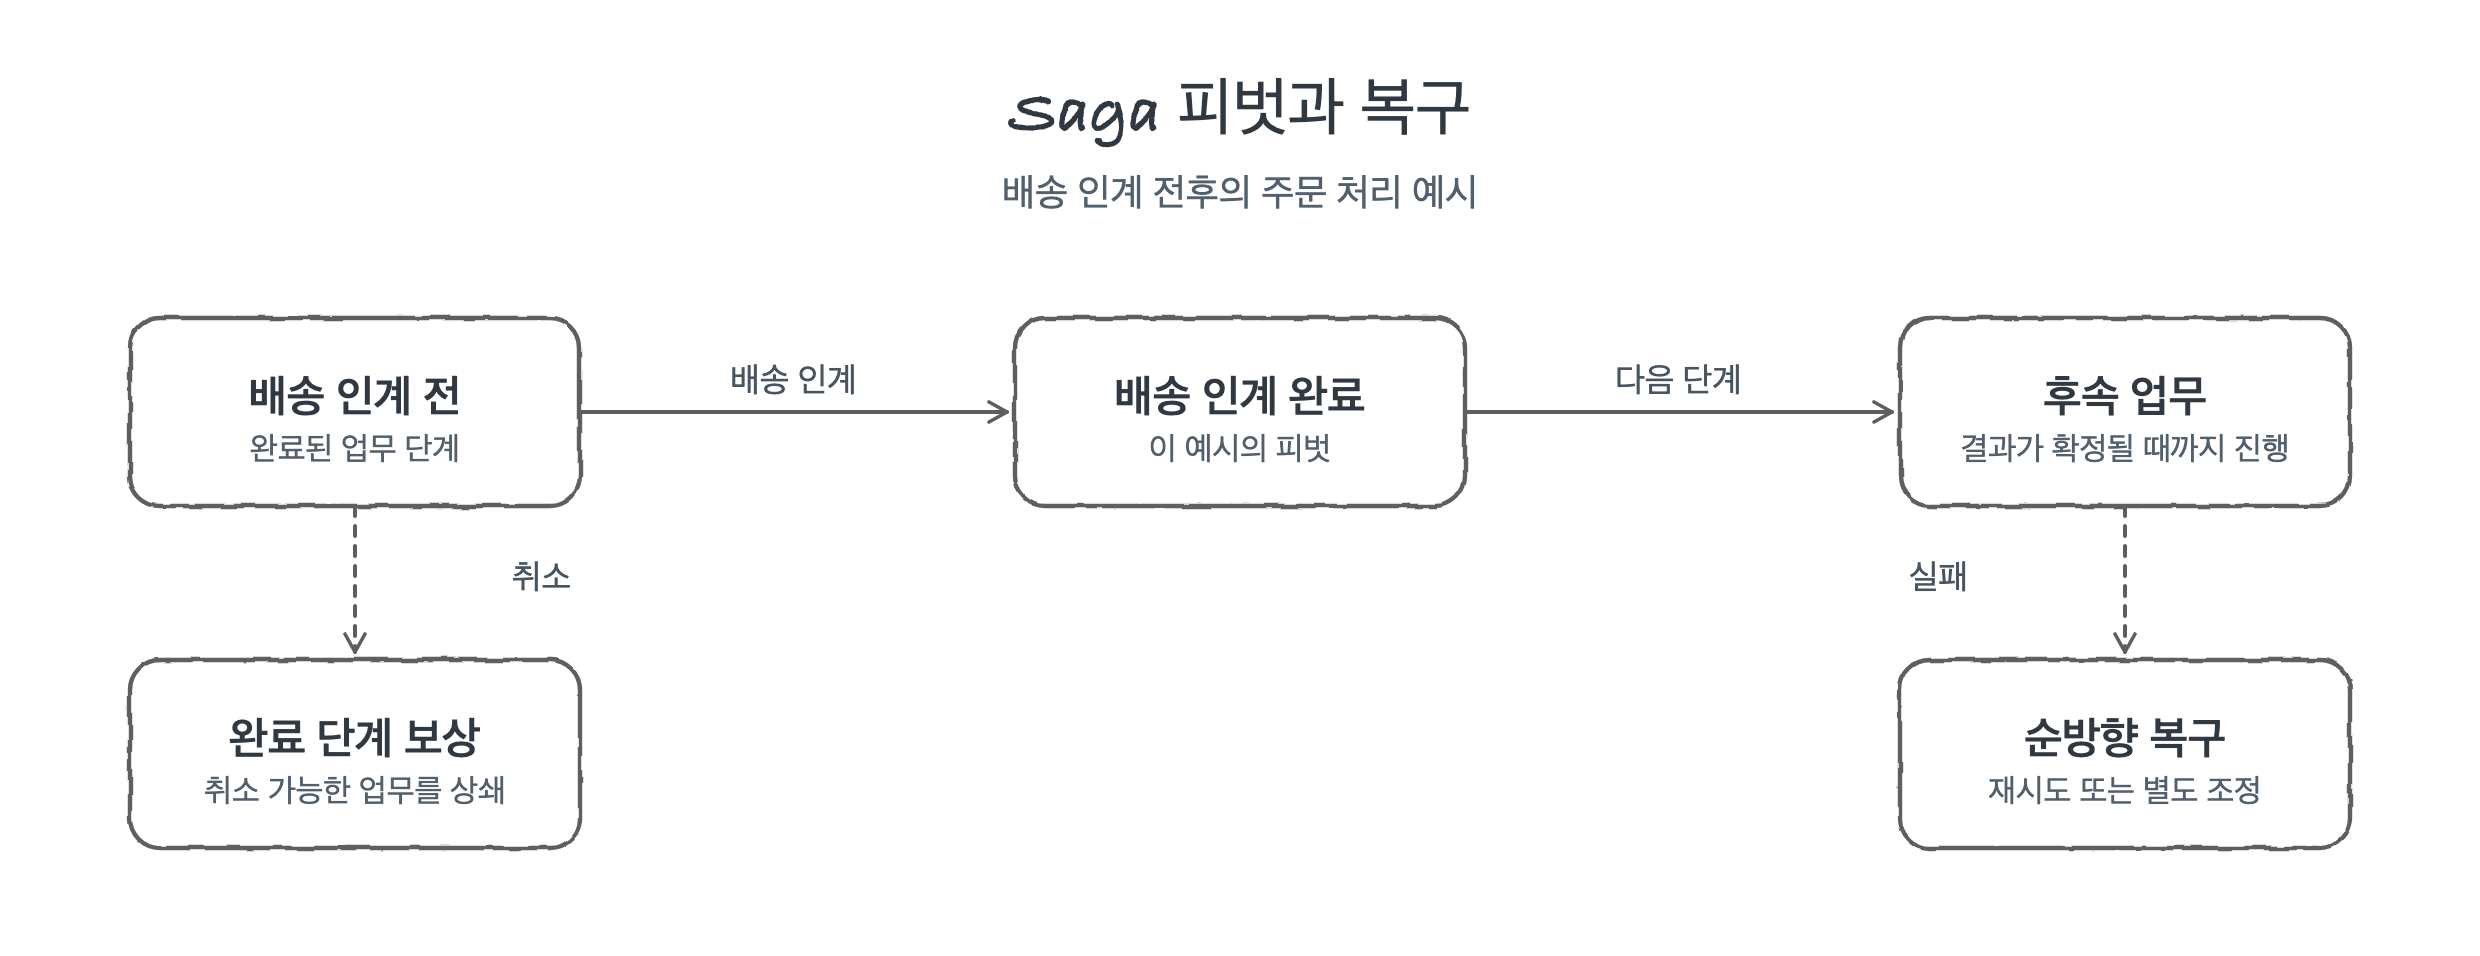 Saga 피벗과 복구
배송 인계 전후의 주문 처리 예시
배송 인계 전
완료된 업무 단계
배송 인계
배송 인계 완료
이 예시의 피벗
다음 단계
후속 업무
결과가 확정될 때까지 진행
취소
실패
완료 단계 보상
취소 가능한 업무를 상쇄
순방향 복구
재시도 또는 별도 조정